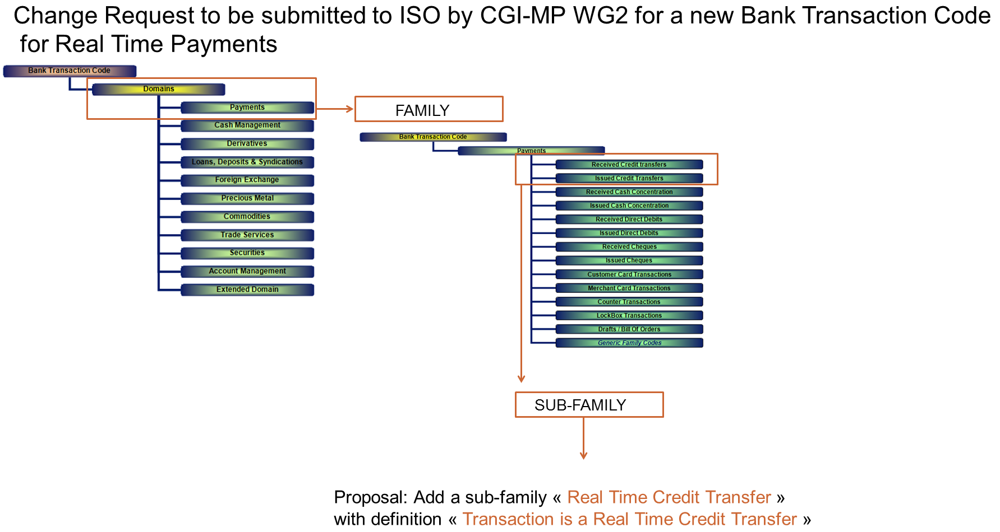 Change Request to be submitted to ISO by CGI-MP WG2 for a new Bank Transaction Code
for Real Time Payments
Bank Transaction Code
Domains
Payments
Cash Management
Derivatives
Loans, Deposits & Syndications
Foreign Exchange
Precious Metal
Commodities
Trade Services
Securities
Account Management
Extended Domain
FAMILY
Bank Transaction Code
Payments
Received Credit transfers
Issued Credit Transfers
Received Cash Concentration
Issued Cash Concentration
Received Direct Debits
Issued Direct Debits
Received Cheques
Issued Cheques
Customer Card Transactions
Merchant Card Transactions
Counter Transactions
LockBox Transactions
Drafts / Bill Of Orders
Generic Family Codes
SUB-FAMILY
Proposal: Add a sub-family « Real Time Credit Transfer »
with definition « Transaction is a Real Time Credit Transfer »